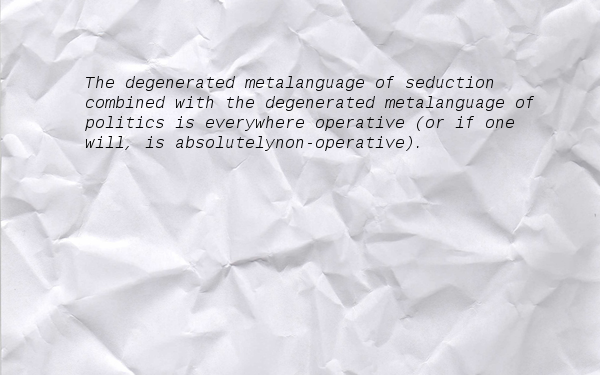 The degenerated metalanguage of seduction
combined with the degenerated metalanguage of
politics is everywhere operative (or if one
will, is absolutelynon-operative).